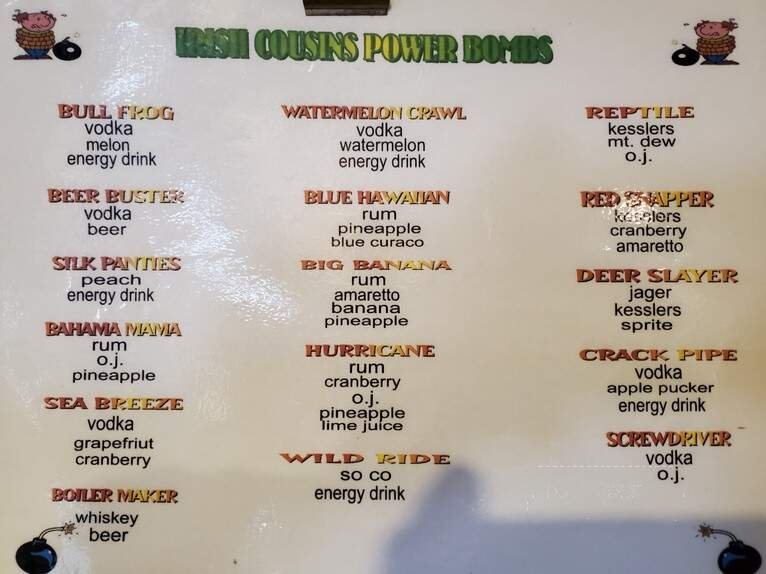 IRISH COUSINS POWER BOMBS
BULL FROG
vodka
melon
energy drink
BEER BUSTER
vodka
beer
SILK PANTIES
peach
energy drink
BAHAMA MAMA
rum
o.j.
pineapple
SEA BREEZE
vodka
grapefriut
cranberry
BOILER MAKER
whiskey
beer
WATERMELON CRAWL
vodka
watermelon
energy drink
BLUE HAWAIIAN
rum
pineapple
blue curaco
BIG BANANA
rum
amaretto
banana
pineapple
HURRICANE
rum
cranberry
o.j.
pineapple
lime juice
WILD RIDE
so co
energy drink
REPTILE
kesslers
mt. dew
o.j.
RED SNAPPER
kesslers
cranberry
amaretto
DEER SLAYER
jager
kesslers
sprite
CRACK PIPE
vodka
apple pucker
energy drink
SCREWDRIVER
vodka
o.j.